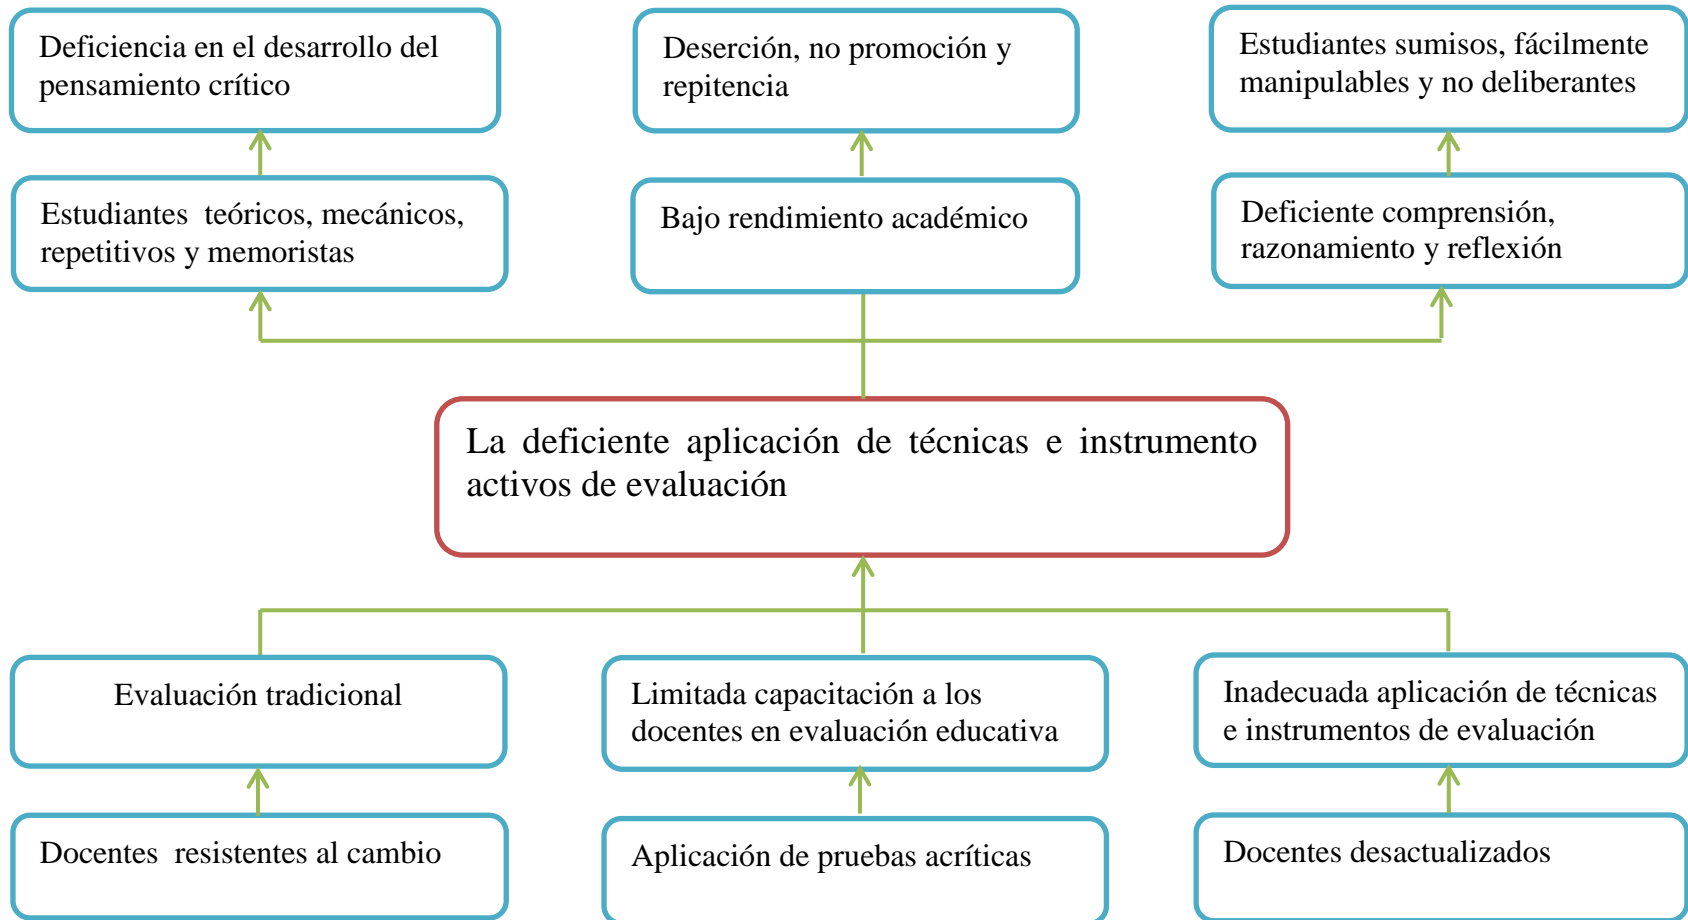 Deficiencia en el desarrollo del
pensamiento crítico
Deserción, no promoción y
repitencia
Estudiantes sumisos, fácilmente
manipulables y no deliberantes
Estudiantes  teóricos, mecánicos,
repetitivos y memoristas
Bajo rendimiento académico
Deficiente comprensión,
razonamiento y reflexión
La deficiente aplicación de técnicas e instrumento
activos de evaluación
Evaluación tradicional
Limitada capacitación a los
docentes en evaluación educativa
Inadecuada aplicación de técnicas
e instrumentos de evaluación
Docentes  resistentes al cambio
Aplicación de pruebas acríticas
Docentes desactualizados